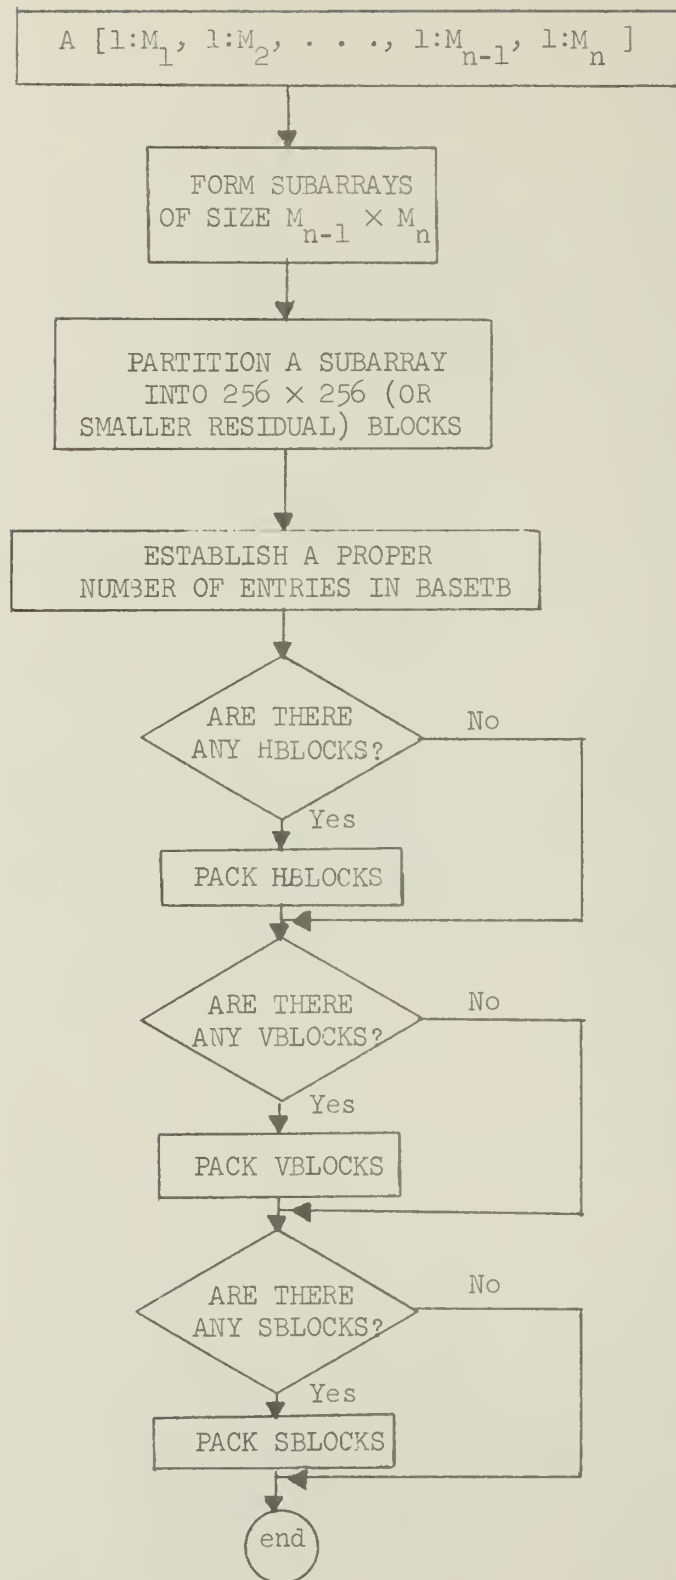 A [1:M₁, 1:M₂, . . ., 1:Mₙ₋₁, 1:Mₙ ]
FORM SUBARRAYS
OF SIZE Mₙ₋₁ × Mₙ
PARTITION A SUBARRAY
INTO 256 × 256 (OR
SMALLER RESIDUAL) BLOCKS
ESTABLISH A PROPER
NUMBER OF ENTRIES IN BASETB
ARE THERE
ANY HBLOCKS?
No
Yes
PACK HBLOCKS
ARE THERE
ANY VBLOCKS?
No
Yes
PACK VBLOCKS
ARE THERE
ANY SBLOCKS?
No
Yes
PACK SBLOCKS
end